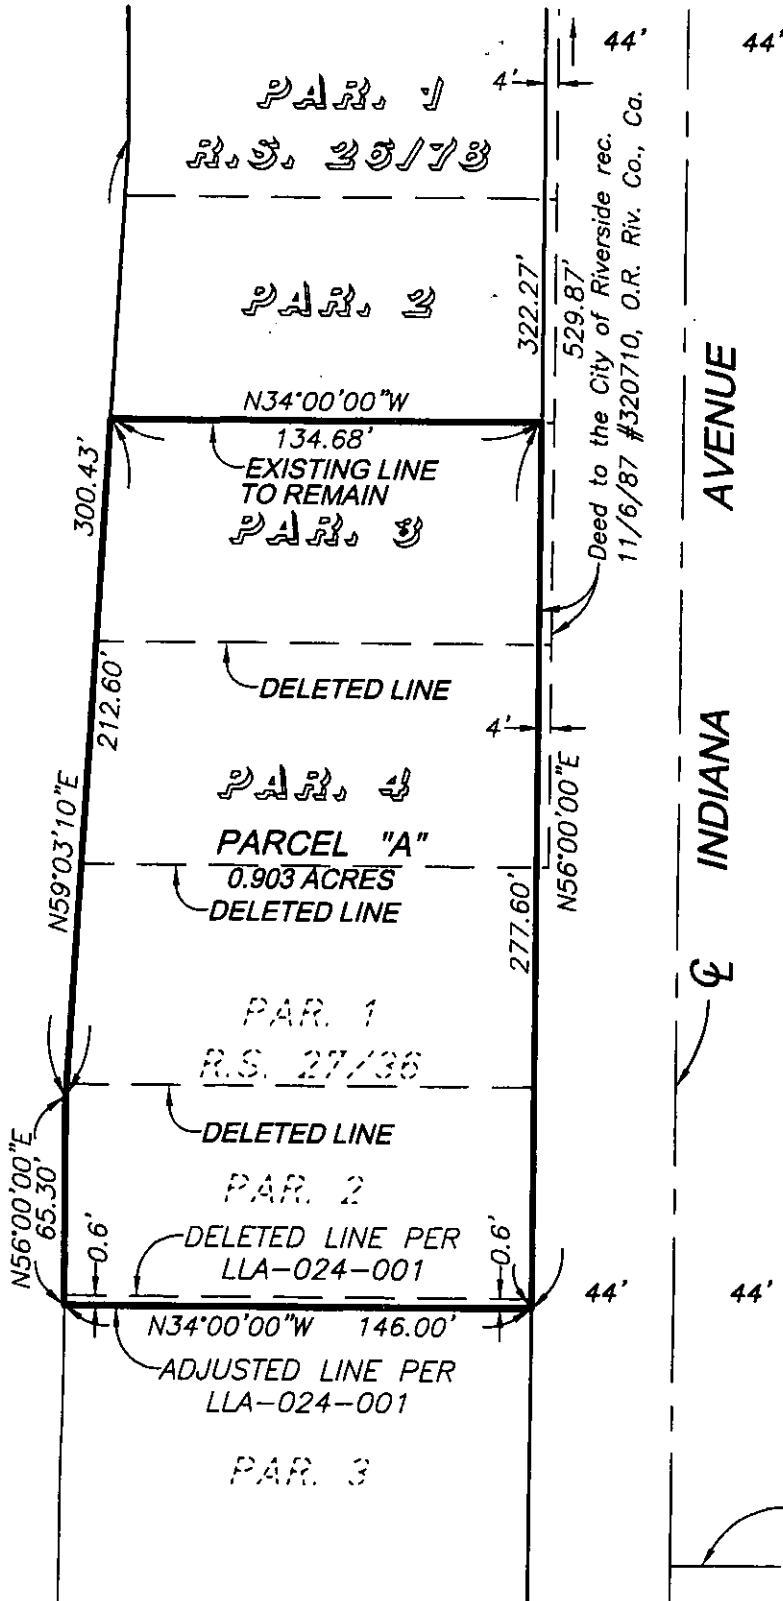 44'
44'
4'
PAR. 1
R.S. 25/78
Deed to the City of Riverside rec.
11/6/87 #320710, O.R. Riv. Co., Ca.
PAR. 2
322.27'
529.87'
N34°00'00"W
134.68'
EXISTING LINE
TO REMAIN
300.43'
PAR. 3
AVENUE
DELETED LINE
212.60'
4'
PAR. 4
N59°03'10"E
PARCEL "A"
0.903 ACRES
DELETED LINE
277.60'
N56°00'00"E
INDIANA
℄
PAR. 1
R.S. 27/36
DELETED LINE
N56°00'00"E
65.30'
PAR. 2
0.6'
DELETED LINE PER
LLA-024-001
0.6'
44'
44'
N34°00'00"W 146.00'
ADJUSTED LINE PER
LLA-024-001
PAR. 3